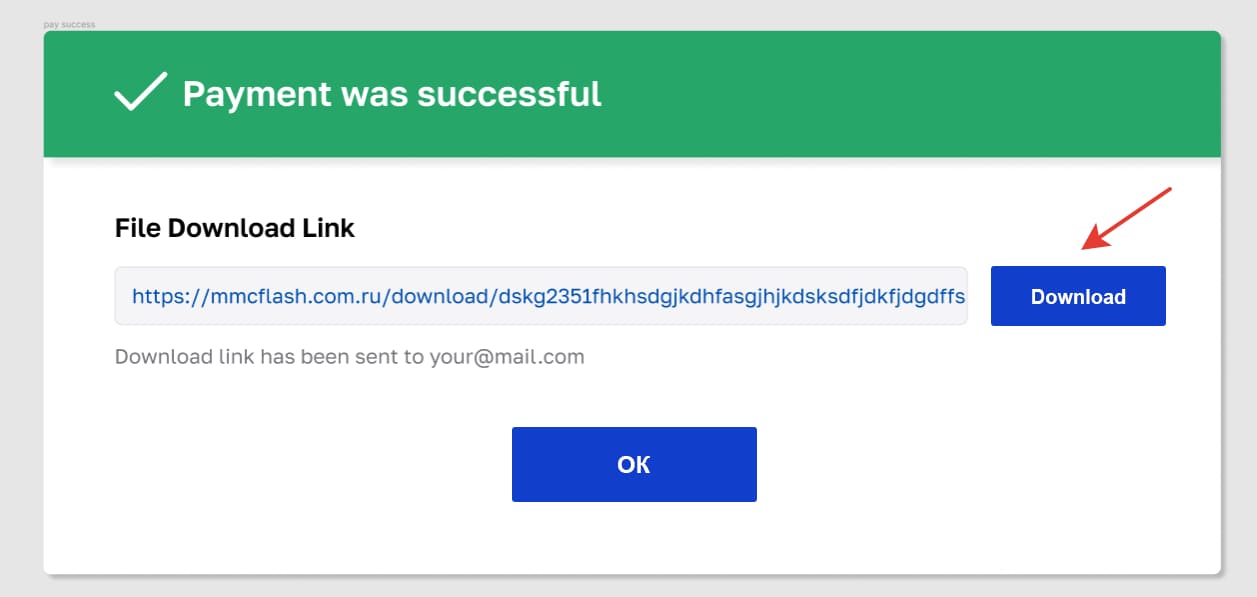 pay success
Payment was successful
File Download Link
https://mmcflash.com.ru/download/dskg2351fhkhsdgjkdhfasgjhjkdsksdfjdkfjdgdffs
Download
Download link has been sent to your@mail.com
OK